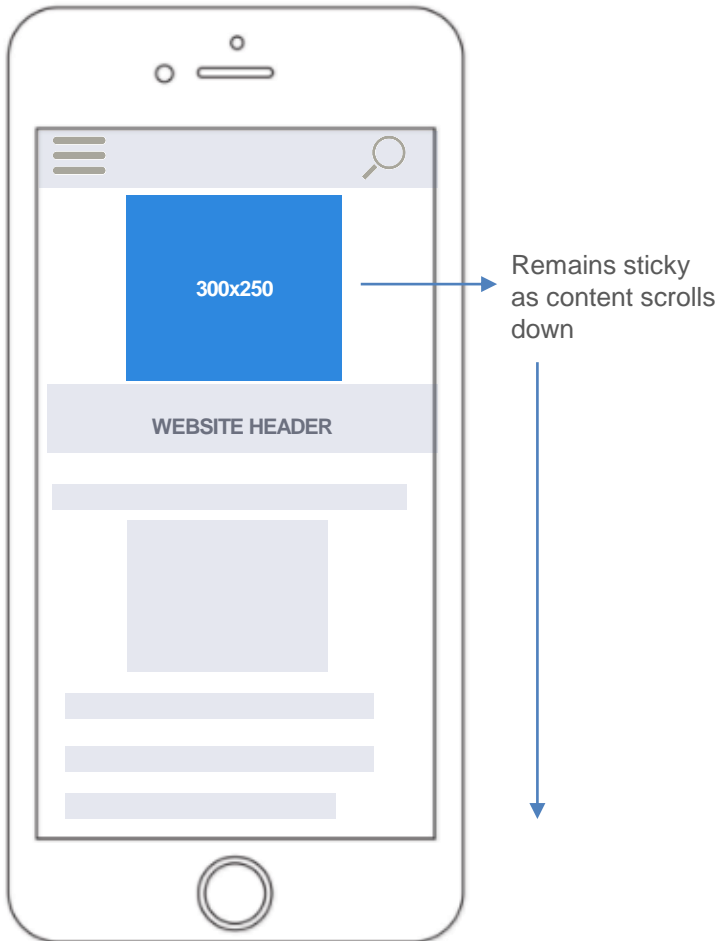 300x250
Remains sticky
as content scrolls
down
WEBSITE HEADER